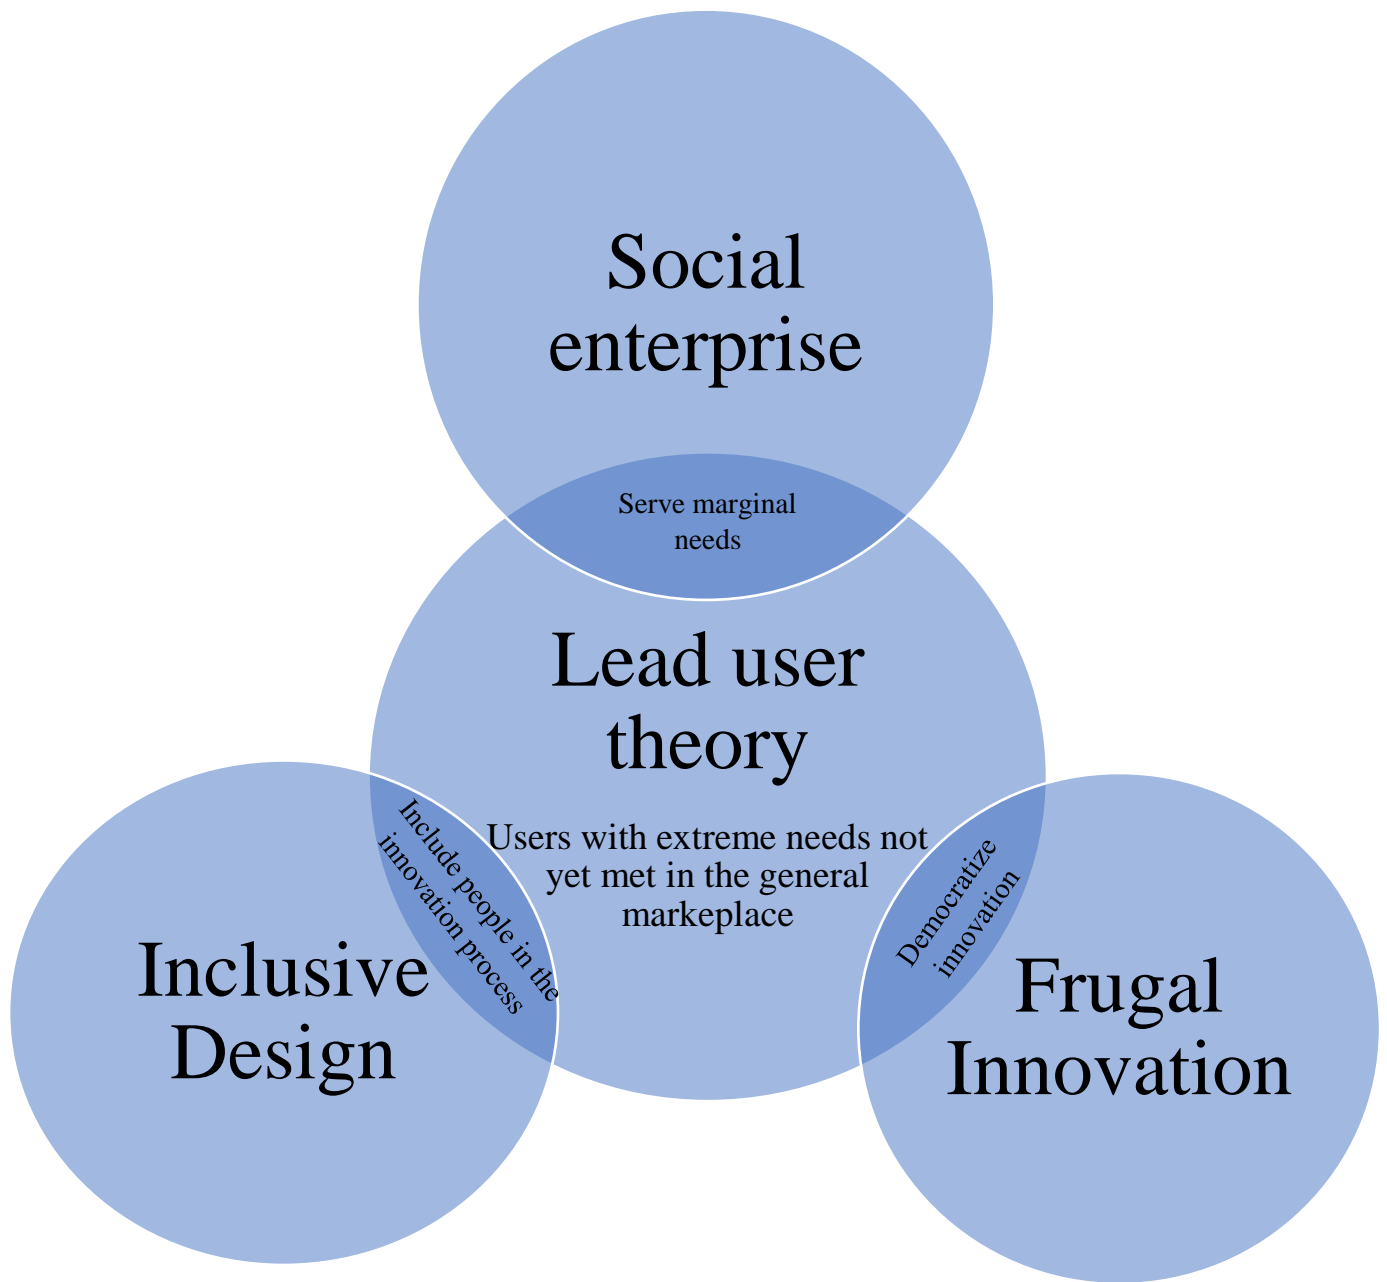 Social
enterprise
Serve marginal
needs
Lead user
theory
Users with extreme needs not
yet met in the general
markeplace
Include people in the
innovation process
Inclusive
Design
Democratize
innovation
Frugal
Innovation